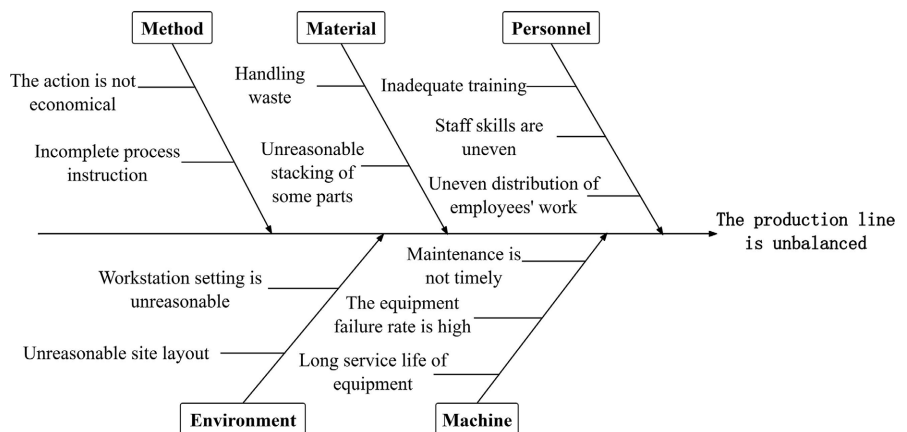 Method
Material
Personnel
The action is not
economical
Incomplete process
instruction
Handling
waste
Unreasonable
stacking of
some parts
Inadequate training
Staff skills are
uneven
Uneven distribution of
employees' work
The production line
is unbalanced
Workstation setting is
unreasonable
Unreasonable site layout
Maintenance is
not timely
The equipment
failure rate is high
Long service life of
equipment
Environment
Machine